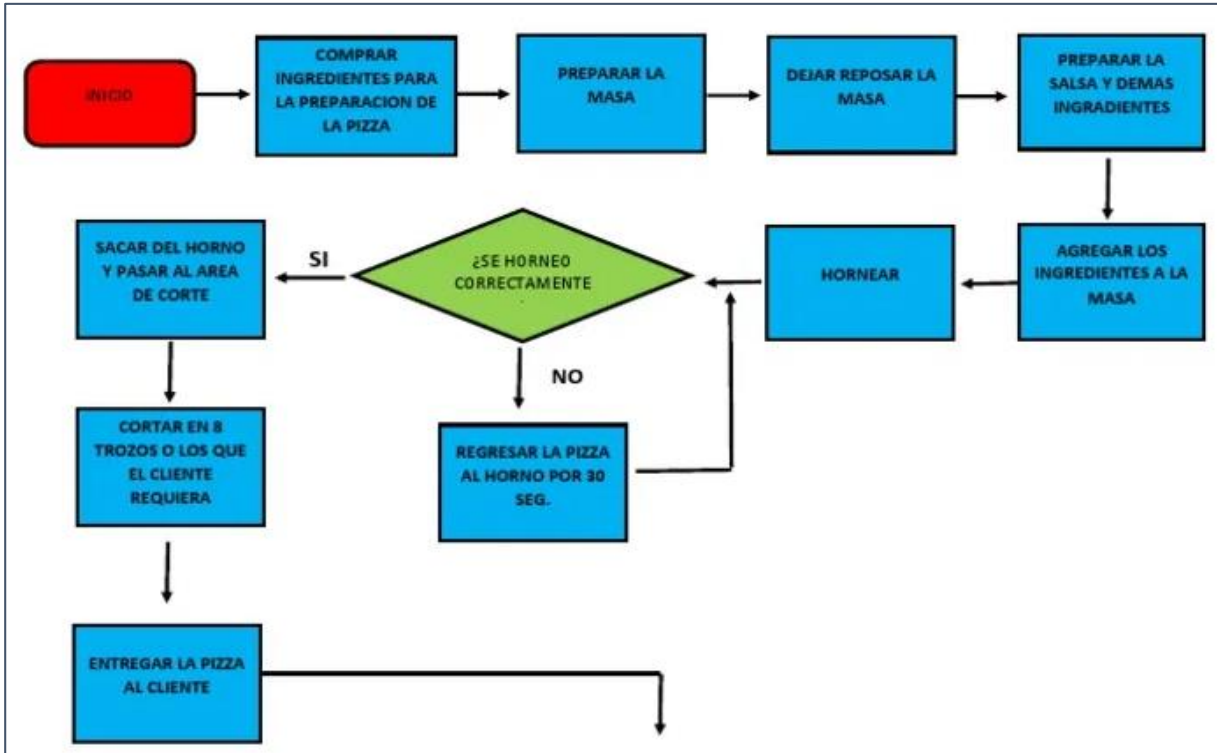 INICIO
COMPRAR
INGREDIENTES PARA
LA PREPARACION DE
LA PIZZA
PREPARAR LA
MASA
DEJAR REPOSAR LA
MASA
PREPARAR LA
SALSA Y DEMAS
INGRADIENTES
AGREGAR LOS
INGREDIENTES A LA
MASA
HORNEAR
¿SE HORNEO
CORRECTAMENTE
.
SI
SACAR DEL HORNO
Y PASAR AL AREA
DE CORTE
NO
REGRESAR LA PIZZA
AL HORNO POR 30
SEG.
CORTAR EN 8
TROZOS O LOS QUE
EL CLIENTE
REQUIERA
ENTREGAR LA PIZZA
AL CLIENTE